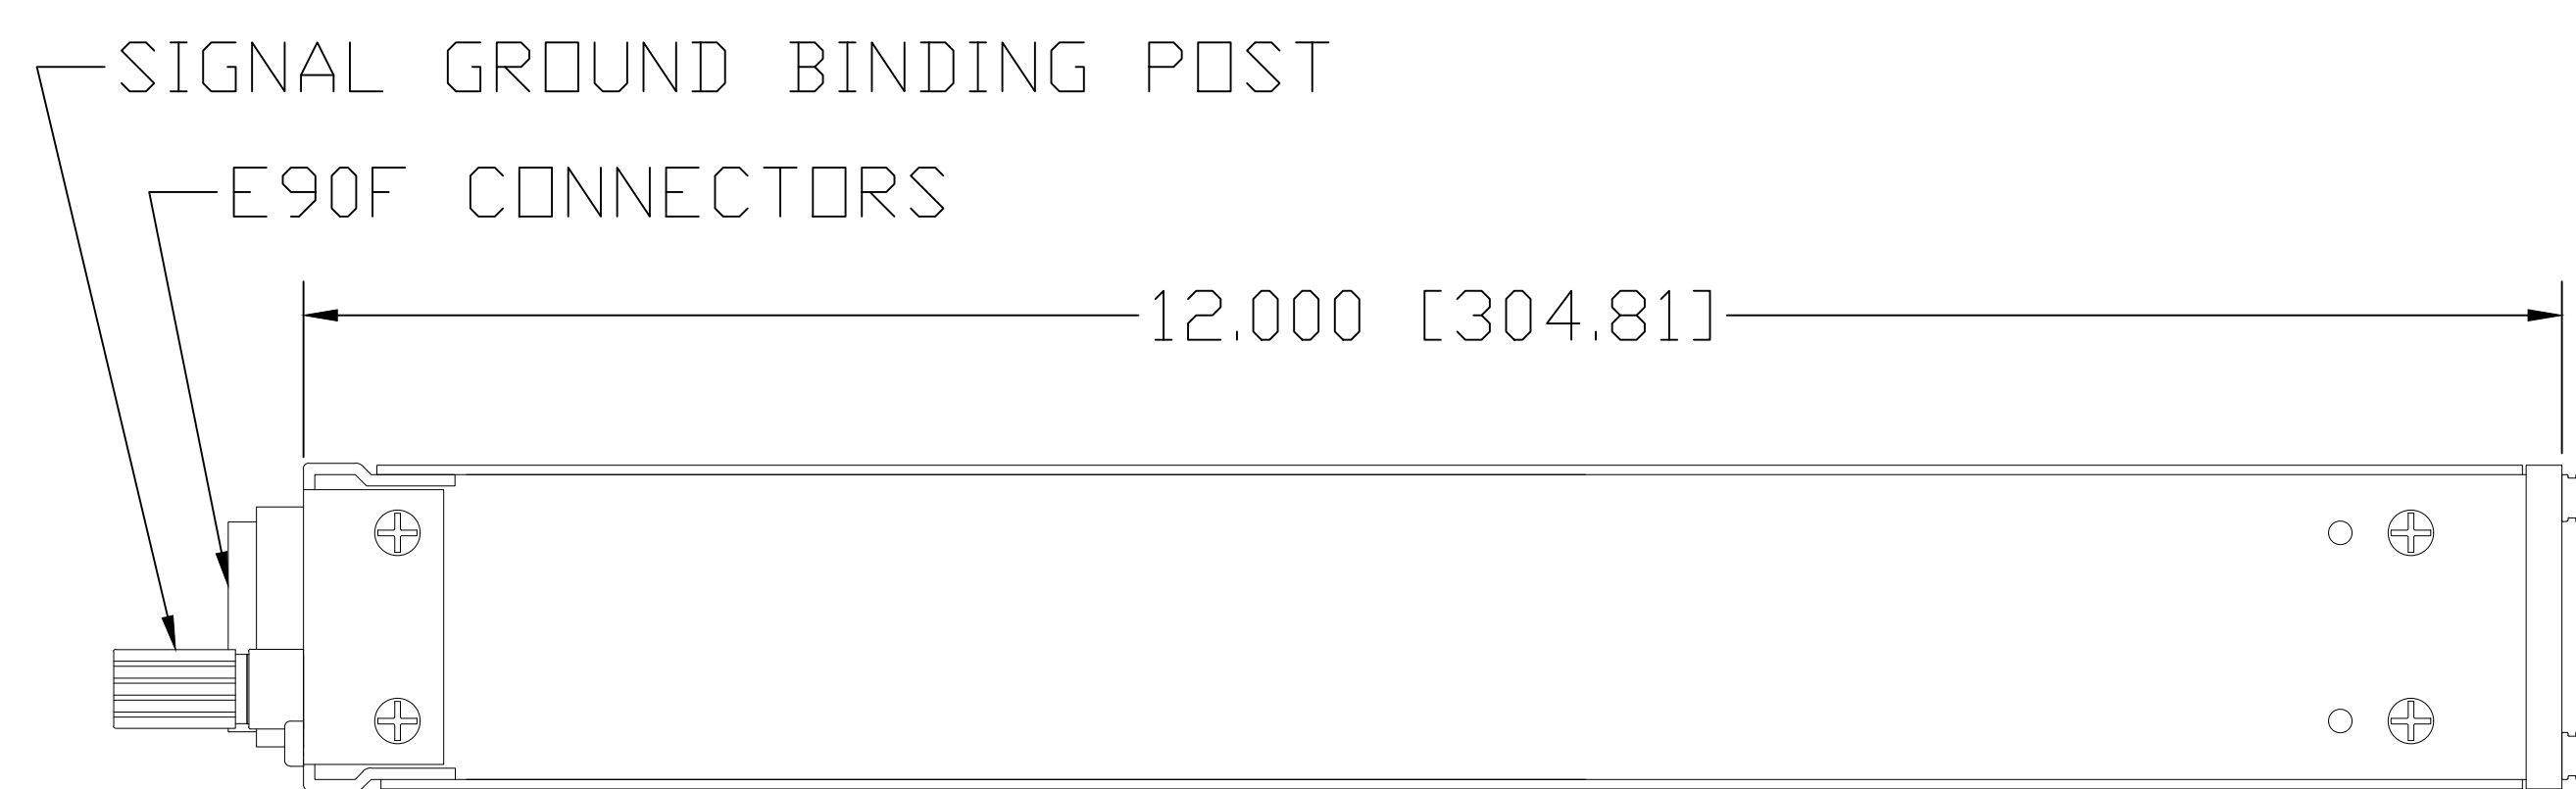 SIGNAL GROUND BINDING POST
E90F CONNECTORS
12.000 [304.81]